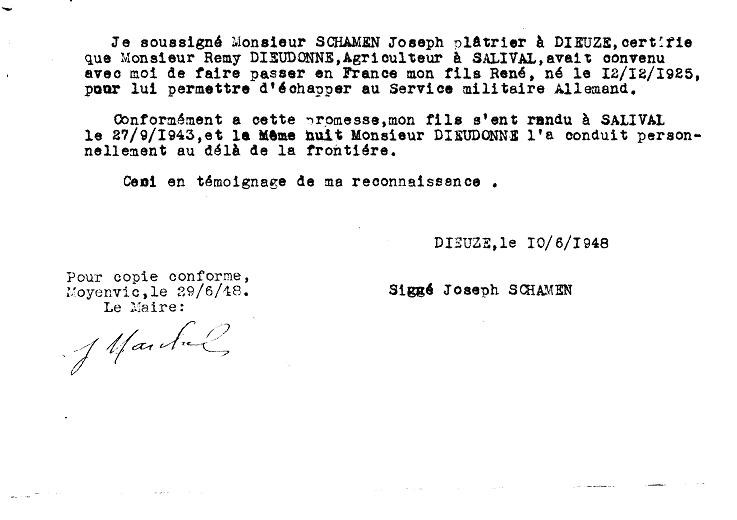 Je soussigné Monsieur SCHAMEN Joseph plâtrier à DIEUZE,certifie
que Monsieur Remy DIEUDONNE,Agriculteur à SALIVAL,avait convenu
avec moi de faire passer en France mon fils René, né le I2/I2/I925,
pour lui permettre d'échapper au Service militaire Allemand.
Conformément a cette promesse,mon fils s'ent randu à SALIVAL
le 27/9/I943,et la Même nuit Monsieur DIEUDONNE l'a conduit person-
nellement au délà de la frontiére.
Ceci en témoignage de ma reconnaissance .
DIEUZE,le IO/6/I948
Pour copie conforme,
Moyenvic,le 29/6/48.
Le Maire:
Siggé Joseph SCHAMEN